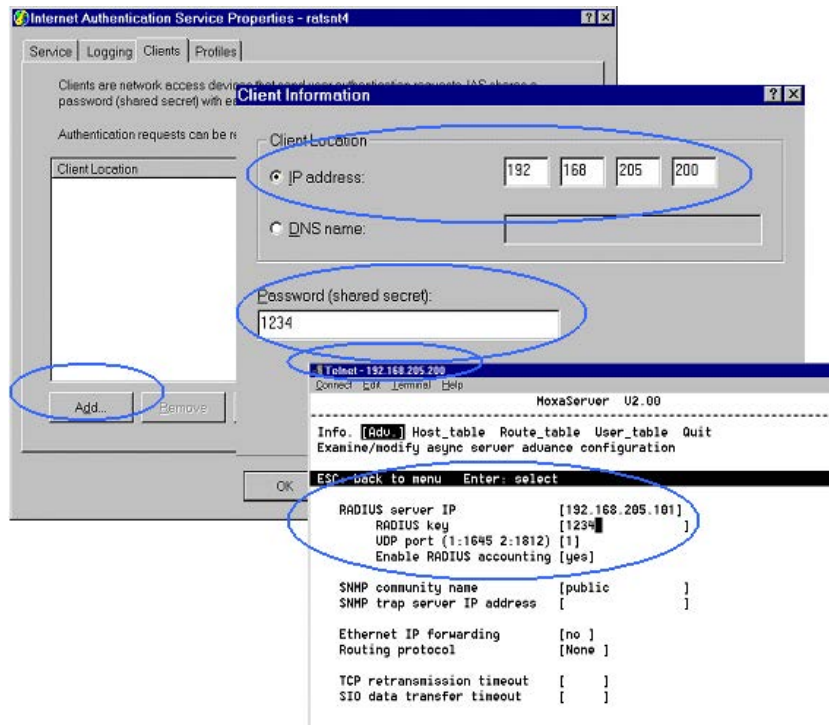 Internet Authentication Service Properties - ratsnt4
Service Logging Clients Profiles
Clients are network access devices that send user authentication requests. IAS shares a
password (shared secret) with ea
Authentication requests can be re
Client Location
Add...
Remove
OK
Client Information
Client Location
IP address: 192 168 205 200
DNS name:
Password (shared secret):
1234
Telnet - 192.168.205.200
Connect Edit Terminal Help
MoxaServer V2.00
Info. [Adv.] Host_table Route_table User_table Quit
Examine/modify async server advance configuration
ESC: back to menu Enter: select
RADIUS server IP [192.168.205.101]
RADIUS key [1234 ]
UDP port (1:1645 2:1812) [1]
Enable RADIUS accounting [yes]
SNMP community name [public ]
SNMP trap server IP address [ ]
Ethernet IP forwarding [no ]
Routing protocol [None ]
TCP retransmission timeout [ ]
SIO data transfer timeout [ ]